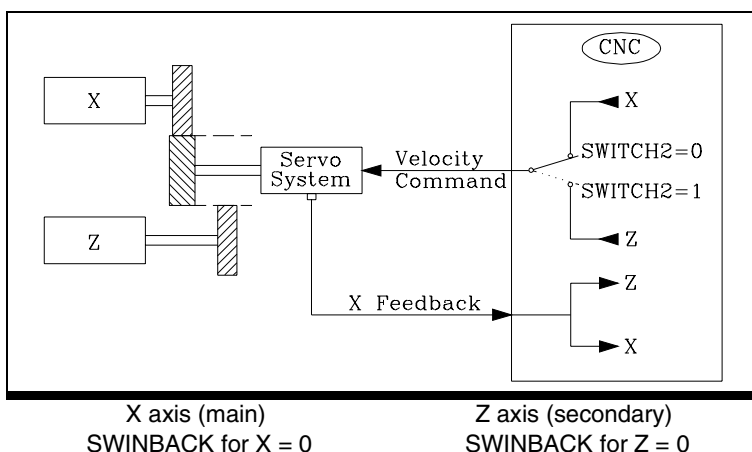 CNC
X
X
SWITCH2=0
Servo
System
Velocity
Command
SWITCH2=1
Z
Z
Z
X Feedback
X
X axis (main)
Z axis (secondary)
SWINBACK for X = 0
SWINBACK for Z = 0